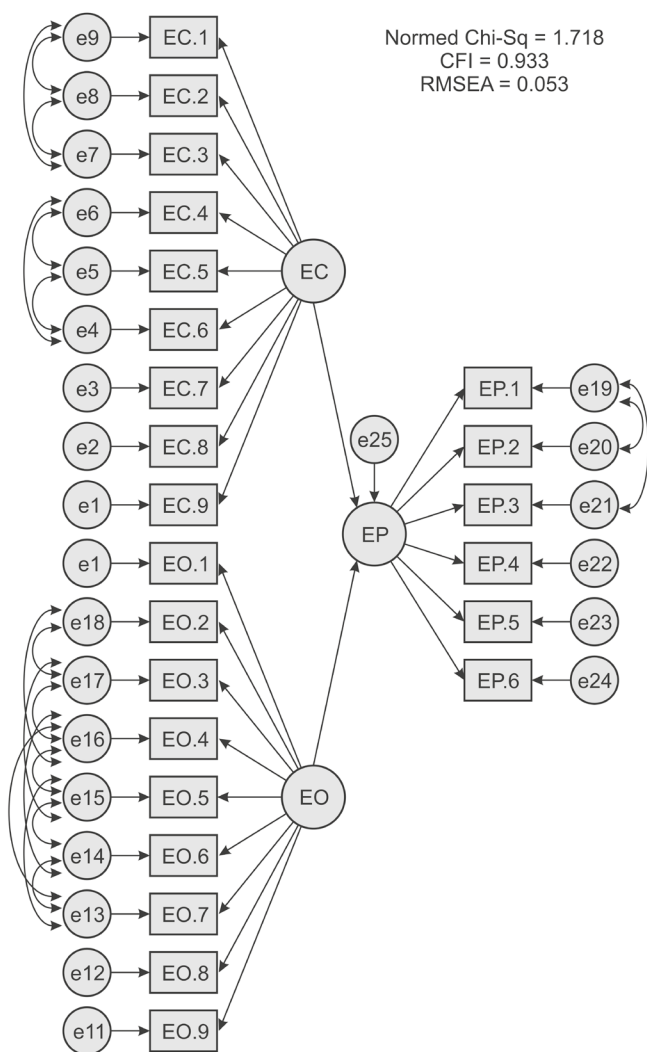 Normed Chi-Sq = 1.718
CFI = 0.933
RMSEA = 0.053
e9 EC.1
e8 EC.2
e7 EC.3
e6 EC.4
e5 EC.5
EC
e4 EC.6
e3 EC.7
EP.1 e19
e25
e2 EC.8
EP.2 e20
e1 EC.9
EP.3 e21
EP
e1 EO.1
EP.4 e22
e18 EO.2
EP.5 e23
e17 EO.3
EP.6 e24
e16 EO.4
e15 EO.5
EO
e14 EO.6
e13 EO.7
e12 EO.8
e11 EO.9